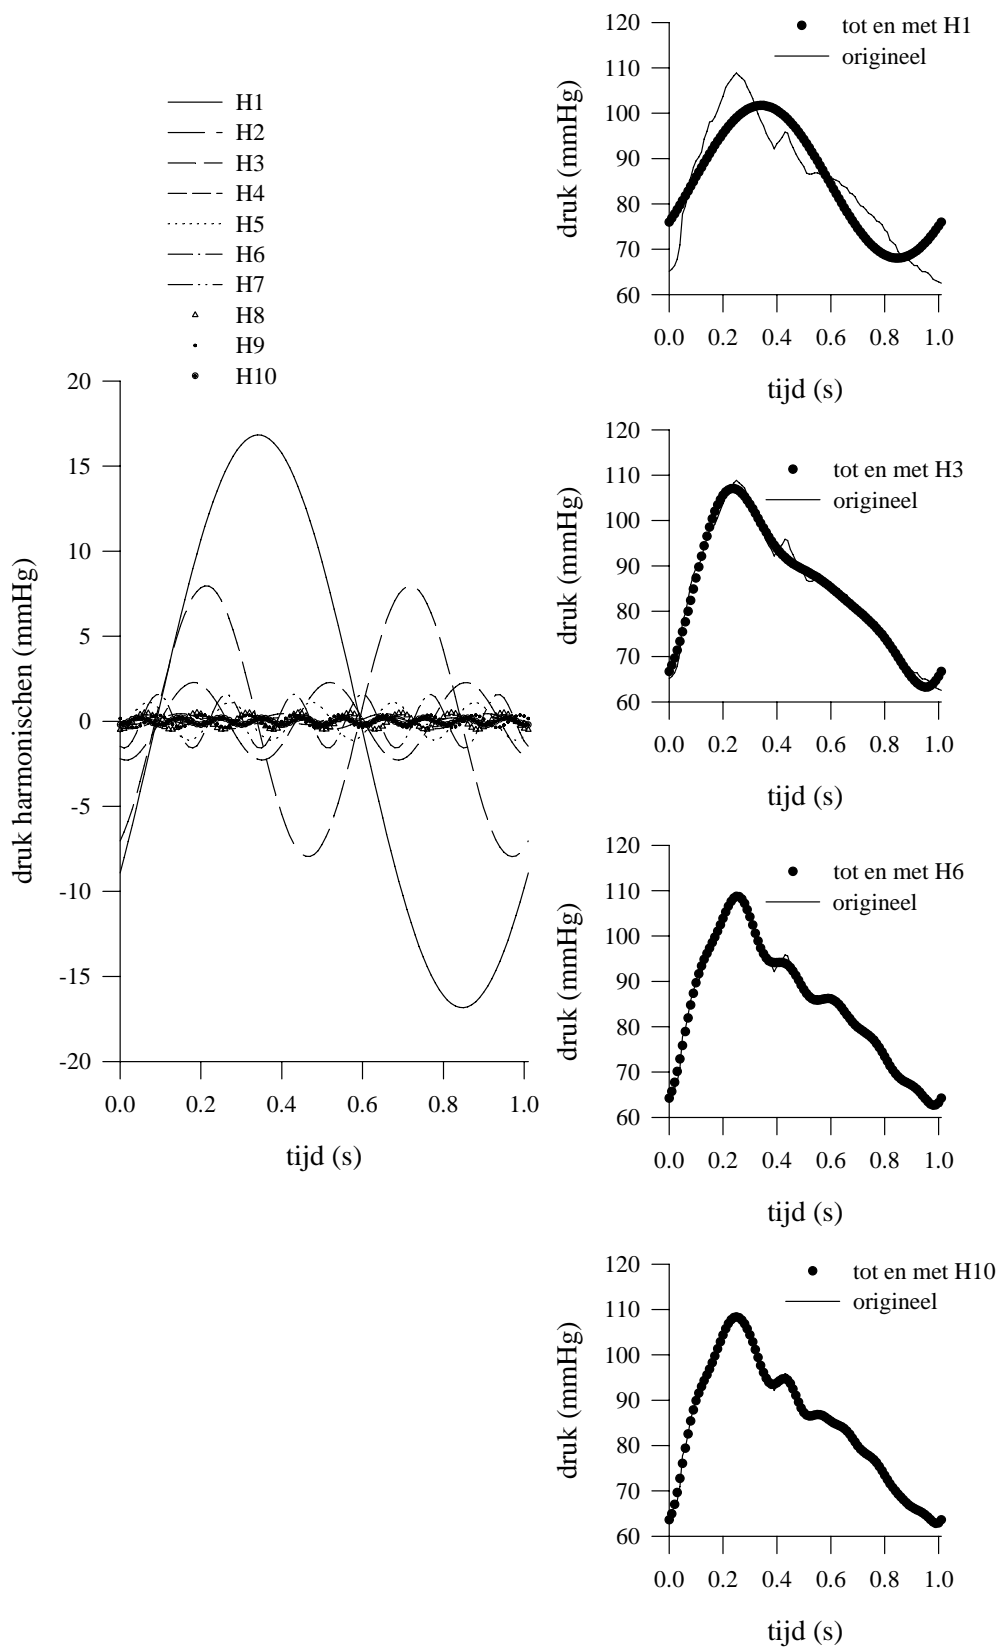 H1
H2
H3
H4
H5
H6
H7
H8
H9
H10
druk harmonischen (mmHg)
20
15
10
5
0
-5
-10
-15
-20
0.0 0.2 0.4 0.6 0.8 1.0
tijd (s)
tot en met H1
origineel
druk (mmHg)
120
110
100
90
80
70
60
0.0 0.2 0.4 0.6 0.8 1.0
tijd (s)
tot en met H3
origineel
druk (mmHg)
120
110
100
90
80
70
60
0.0 0.2 0.4 0.6 0.8 1.0
tijd (s)
tot en met H6
origineel
druk (mmHg)
120
110
100
90
80
70
60
0.0 0.2 0.4 0.6 0.8 1.0
tijd (s)
tot en met H10
origineel
druk (mmHg)
120
110
100
90
80
70
60
0.0 0.2 0.4 0.6 0.8 1.0
tijd (s)